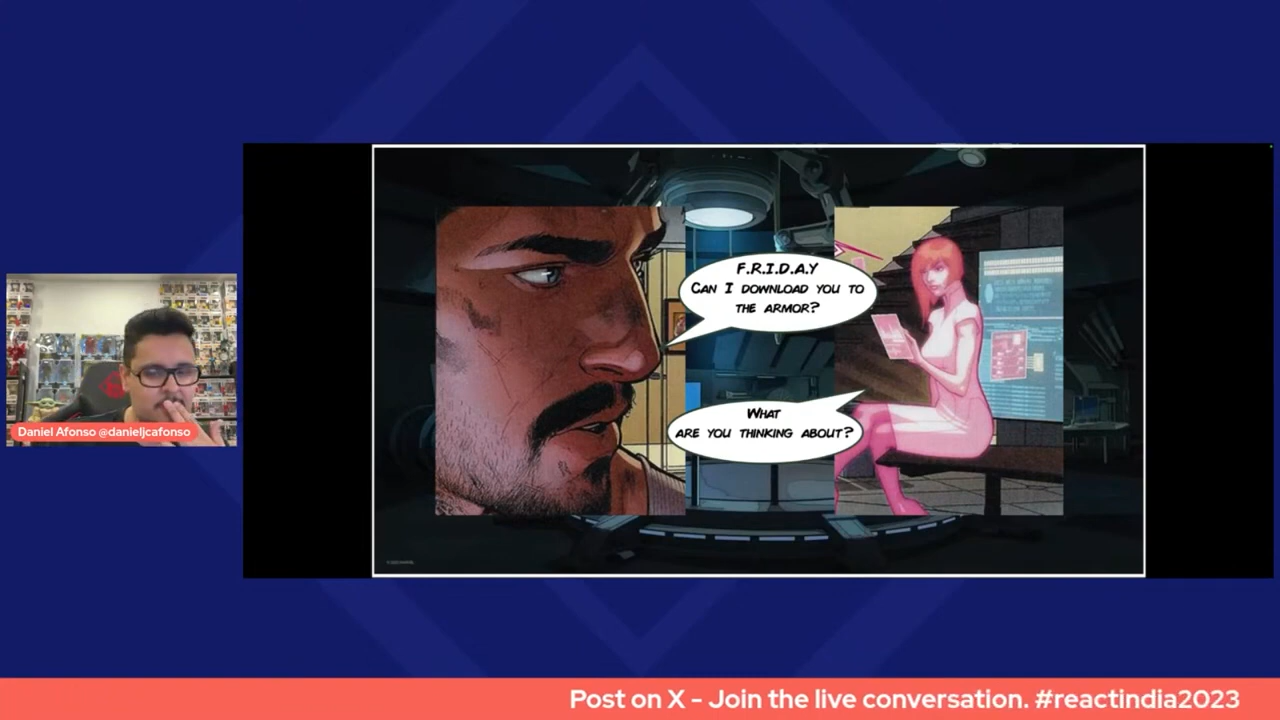 F.R.I.D.A.Y
CAN I DOWNLOAD YOU TO
THE ARMOR?
WHAT
ARE YOU THINKING ABOUT?
Daniel Afonso @danieljcafonso
Post on X - Join the live conversation. #reactindia2023